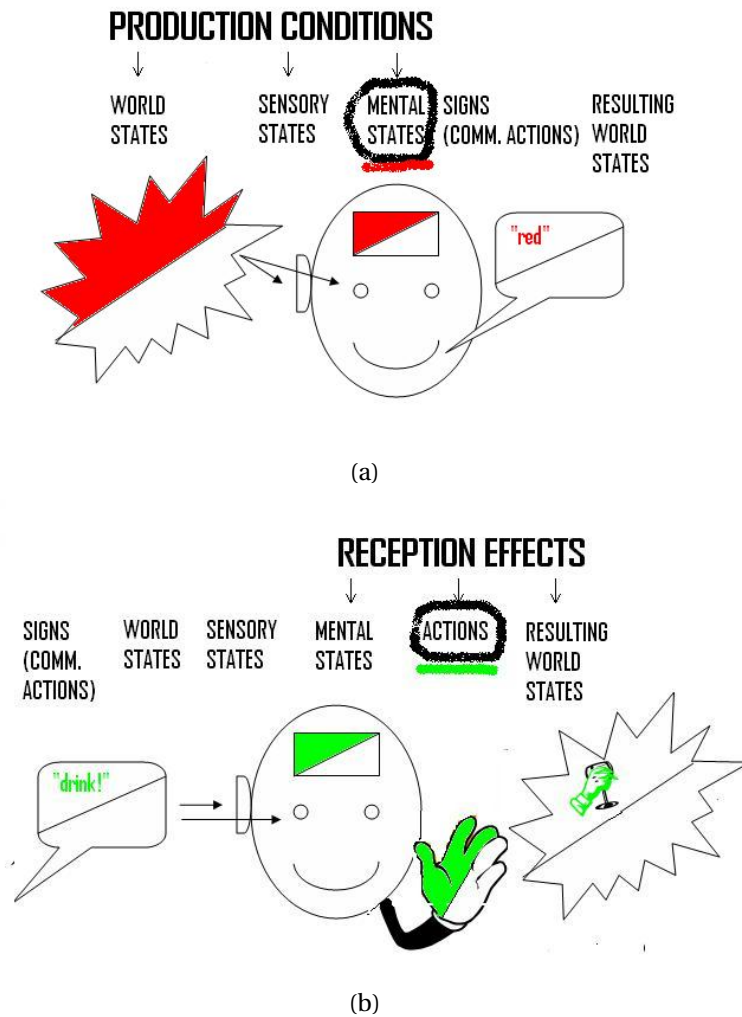 PRODUCTION CONDITIONS
WORLD STATES
SENSORY STATES
MENTAL STATES
SIGNS (COMM. ACTIONS)
RESULTING WORLD STATES
"red"
(a)
RECEPTION EFFECTS
SIGNS (COMM. ACTIONS)
WORLD STATES
SENSORY STATES
MENTAL STATES
ACTIONS
RESULTING WORLD STATES
"drink!"
(b)